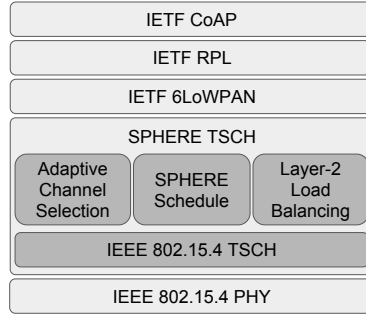 IETF CoAP
IETF RPL
IETF 6LoWPAN
SPHERE TSCH
Adaptive
Channel
Selection
SPHERE
Schedule
Layer-2
Load
Balancing
IEEE 802.15.4 TSCH
IEEE 802.15.4 PHY